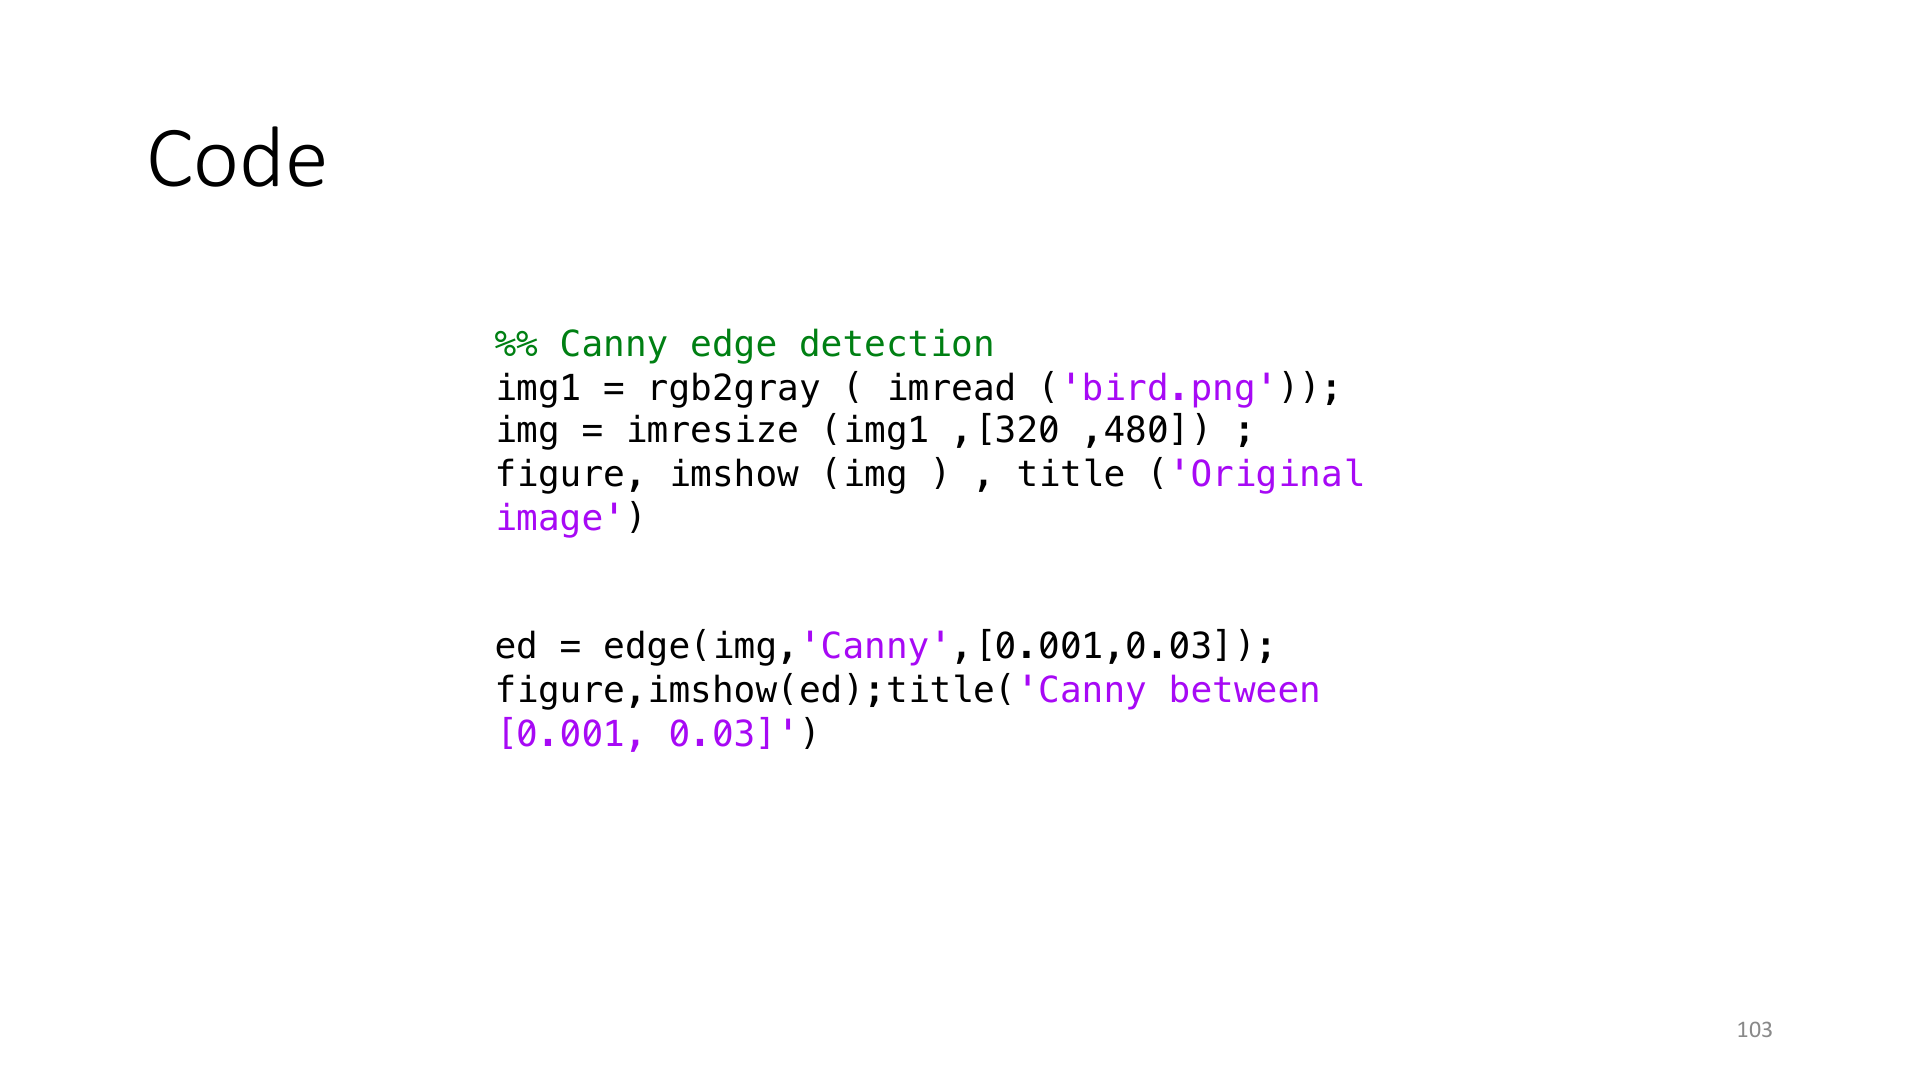 Code
%% Canny edge detection
img1 = rgb2gray ( imread ('bird.png'));
img = imresize (img1 ,[320 ,480]) ;
figure, imshow (img ) , title ('Original
image')
ed = edge(img,'Canny',[0.001,0.03]);
figure,imshow(ed);title('Canny between
[0.001, 0.03]')
103